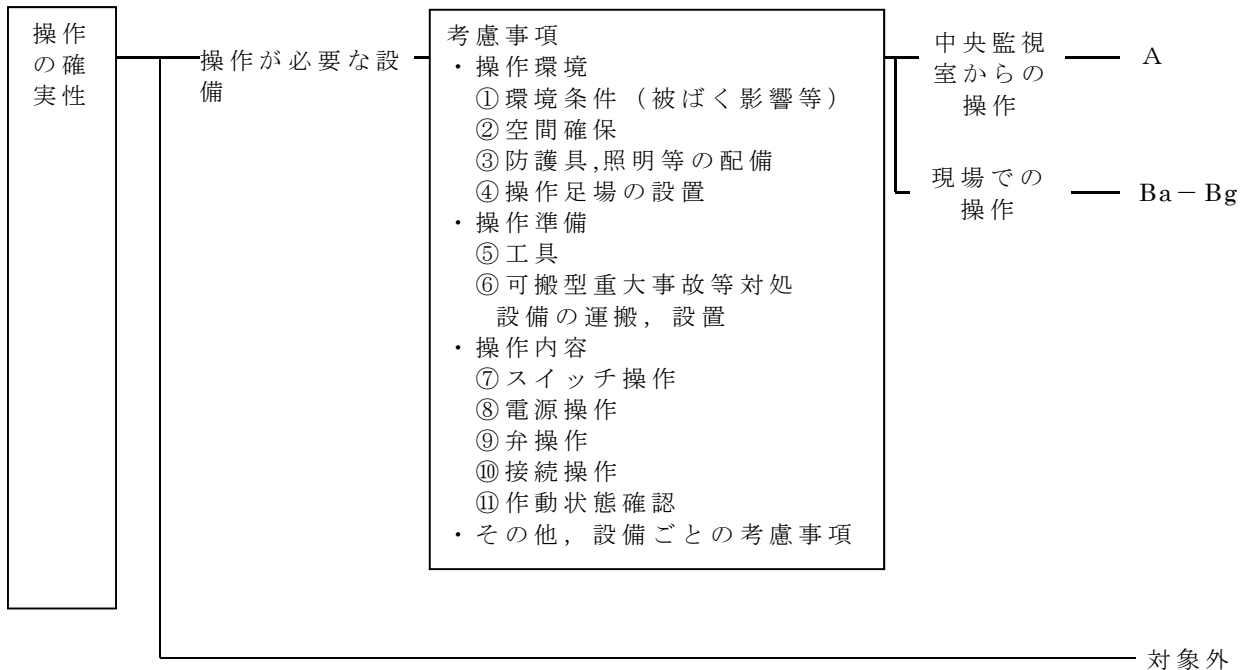 操作
の確
実性
操作が必要な設
備
考慮事項
・操作環境
①環境条件（被ばく影響等）
②空間確保
③防護具,照明等の配備
④操作足場の設置
・操作準備
⑤工具
⑥可搬型重大事故等対処
設備の運搬，設置
・操作内容
⑦スイッチ操作
⑧電源操作
⑨弁操作
⑩接続操作
⑪作動状態確認
・その他，設備ごとの考慮事項
中央監視
室からの
操作
A
現場での
操作
Ba－Bg
対象外